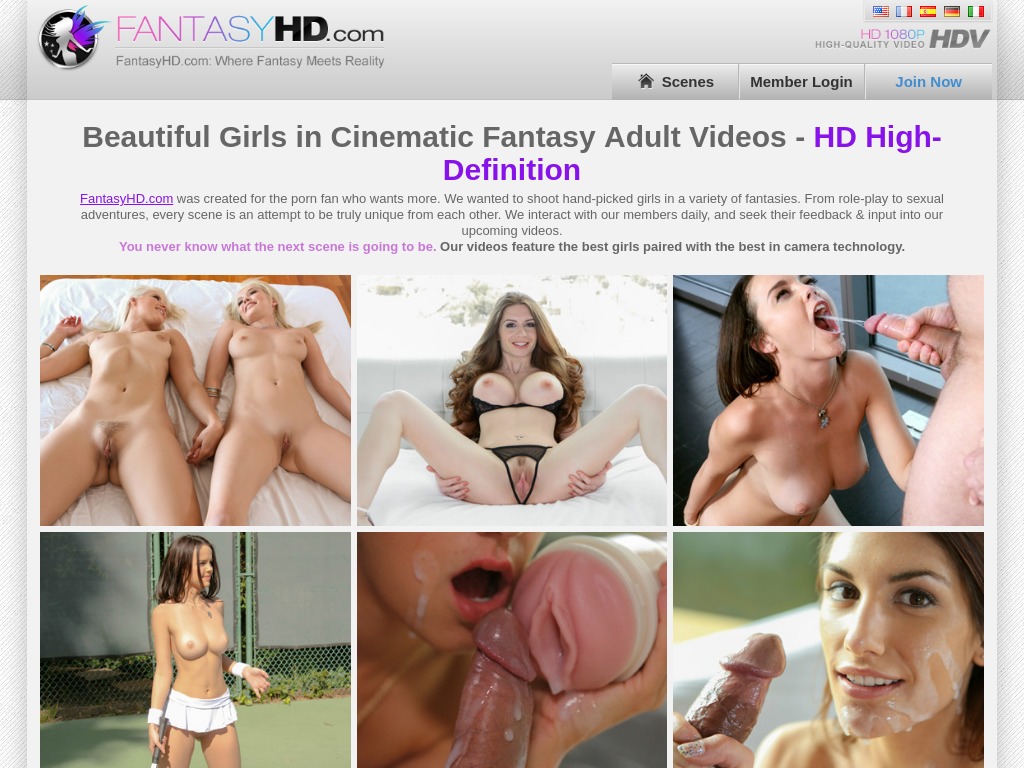 FANTASYHD.com
FantasyHD.com: Where Fantasy Meets Reality
HD 1080P
HIGH-QUALITY VIDEO HDV
Scenes
Member Login
Join Now
Beautiful Girls in Cinematic Fantasy Adult Videos - HD High-
Definition
FantasyHD.com was created for the porn fan who wants more. We wanted to shoot hand-picked girls in a variety of fantasies. From role-play to sexual
adventures, every scene is an attempt to be truly unique from each other. We interact with our members daily, and seek their feedback & input into our
upcoming videos.
You never know what the next scene is going to be. Our videos feature the best girls paired with the best in camera technology.